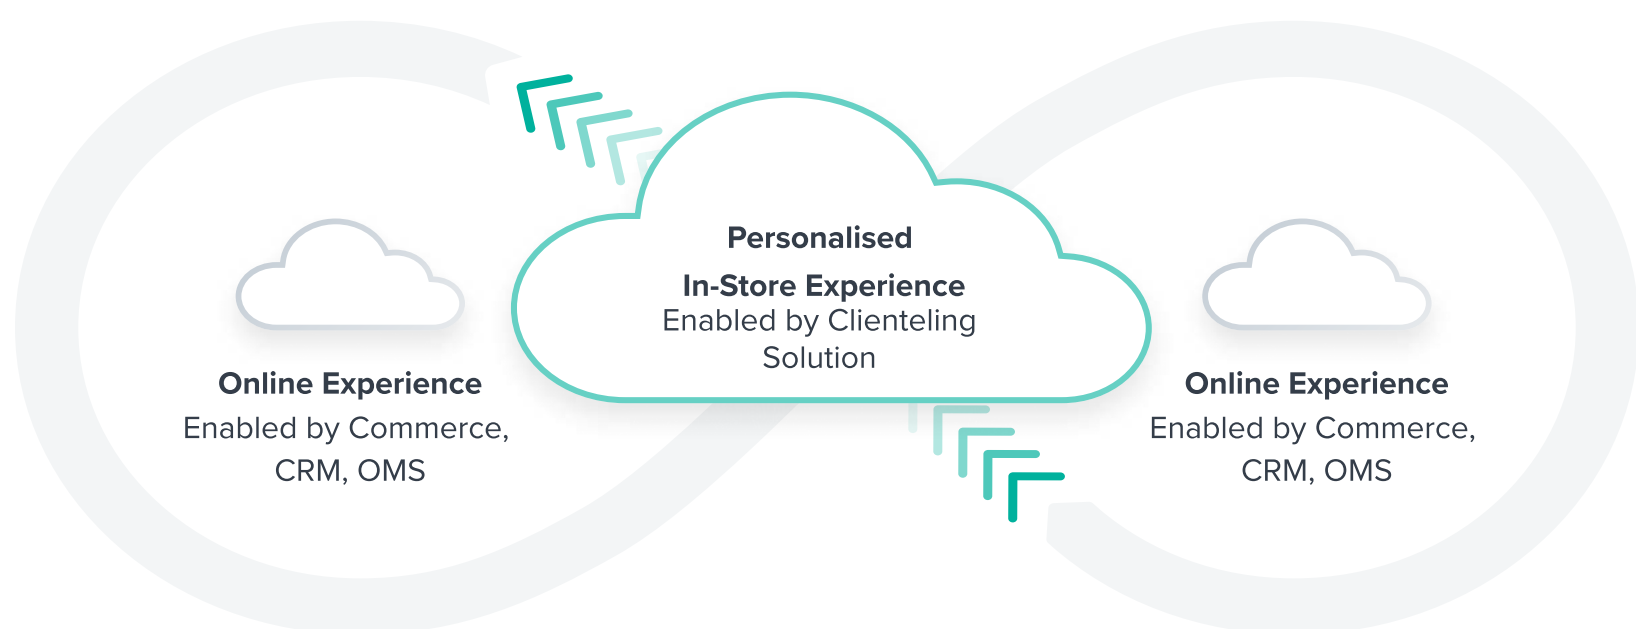 Personalised
In-Store Experience
Enabled by Clienteling
Solution
Online Experience
Enabled by Commerce,
CRM, OMS
Online Experience
Enabled by Commerce,
CRM, OMS